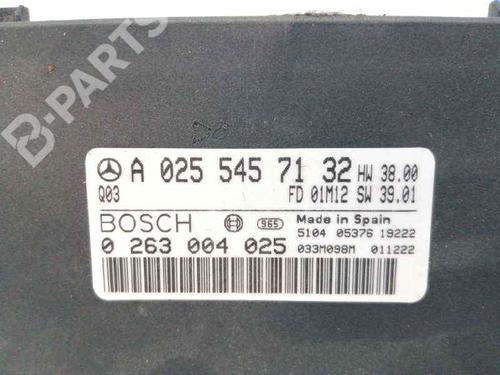 B-PARTS
A 025 545 71 32 HW 38.00
Q03 FD 01M12 SW 39.01
BOSCH 965 Made in Spain
5104 05376 19222
0 263 004 025 033M098M 011222